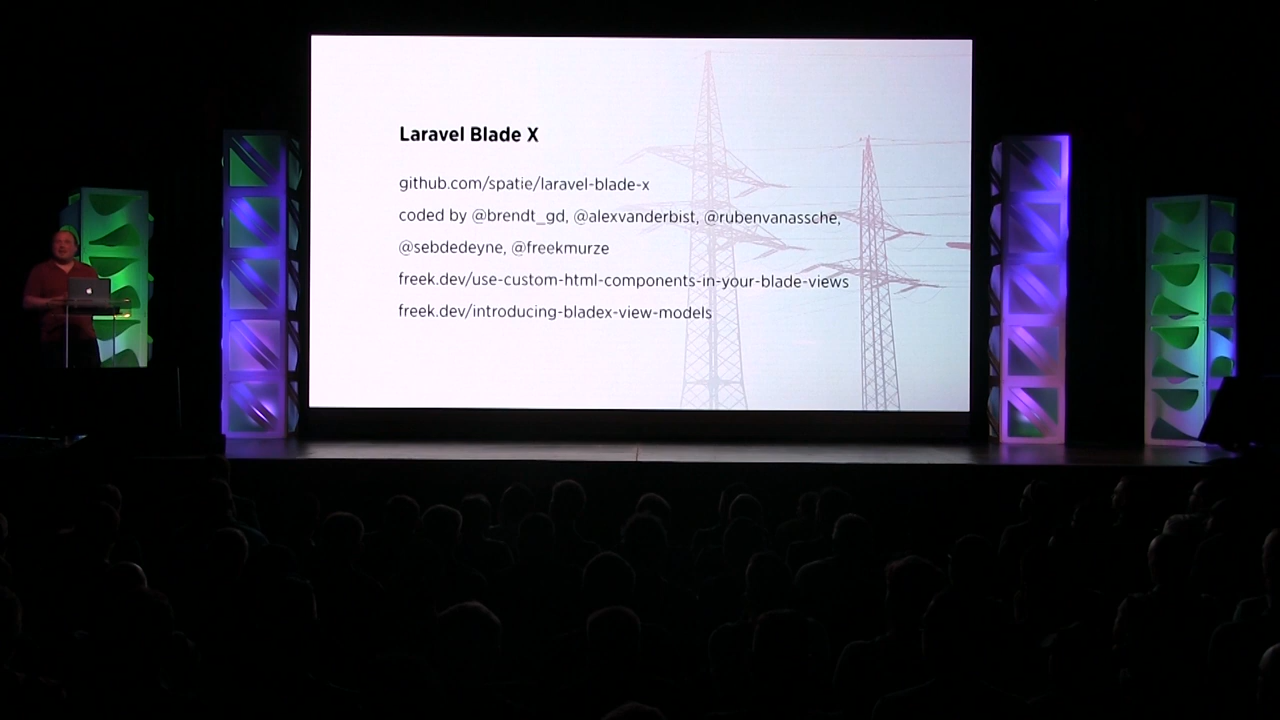 Laravel Blade X
github.com/spatie/laravel-blade-x
coded by @brendt_gd, @alexvanderbist, @rubenvanassche,
@sebdedeyne, @freekmurze
freek.dev/use-custom-html-components-in-your-blade-views
freek.dev/introducing-bladex-view-models